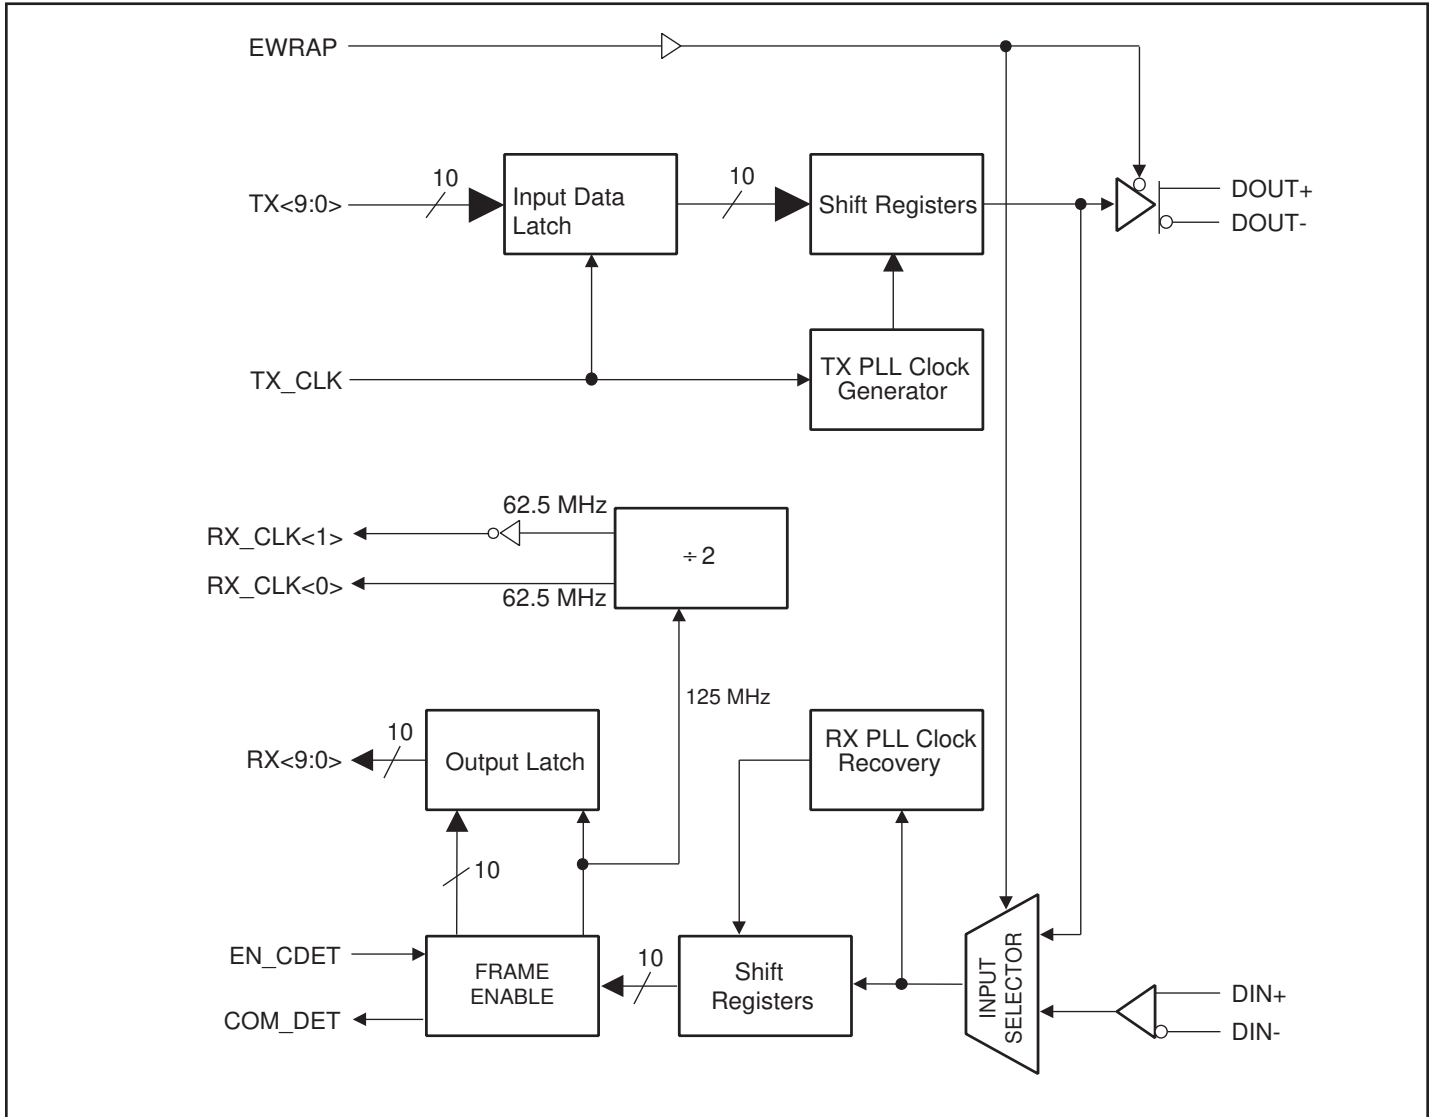 EWRAP
TX<9:0>
10
Input Data
Latch
10
Shift Registers
DOUT+
DOUT-
TX_CLK
TX PLL Clock
Generator
62.5 MHz
RX_CLK<1>
÷2
RX_CLK<0>
62.5 MHz
125 MHz
RX<9:0>
10
Output Latch
RX PLL Clock
Recovery
10
EN_CDET
COM_DET
FRAME
ENABLE
10
Shift
Registers
INPUT
SELECTOR
DIN+
DIN-